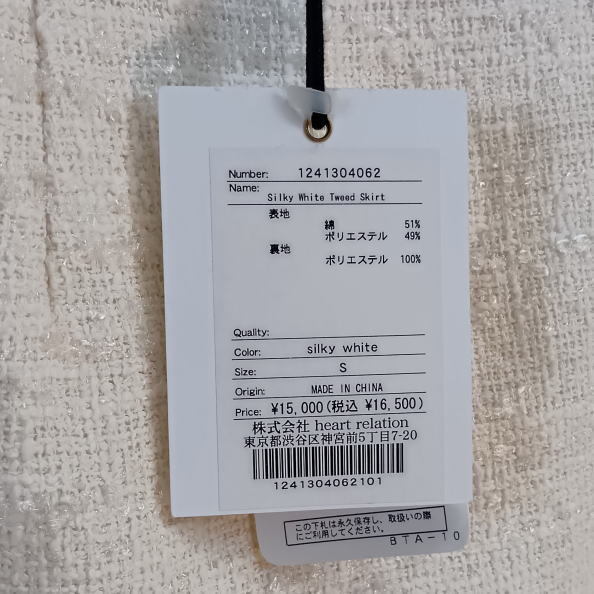 Number: 1241304062
Name:
Silky White Tweed Skirt
表地
綿 51%
ポリエステル 49%
裏地
ポリエステル 100%
Quality:
Color: silky white
Size: S
Origin: MADE IN CHINA
Price: ¥15,000(税込 ¥16,500)
株式会社 heart relation
東京都渋谷区神宮前5丁目7-20
1241304062101
この下札は永久保存し、取扱いの際
にご利用してください。
BTA-10